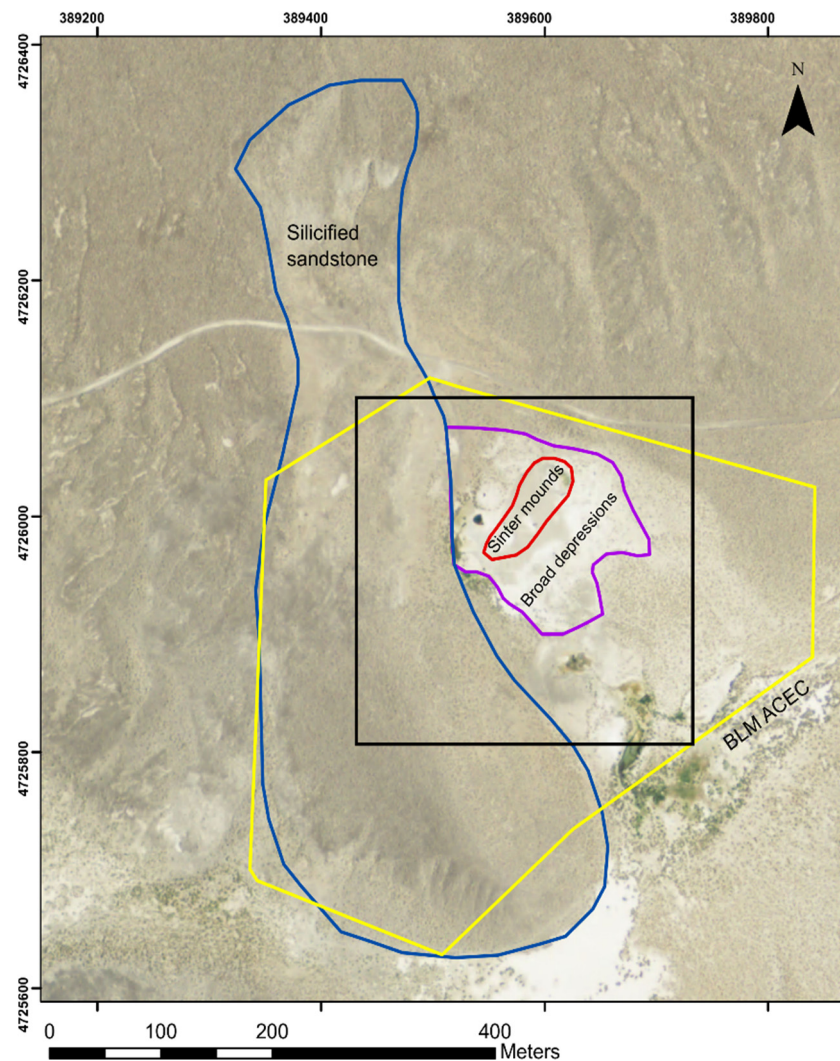 389200 389400 389600 389800
4726400
N
Silicified
sandstone
4726200
Sinter mounds
4726000
Broad depressions
BLM ACEC
4725800
4725600
0 100 200 400
Meters